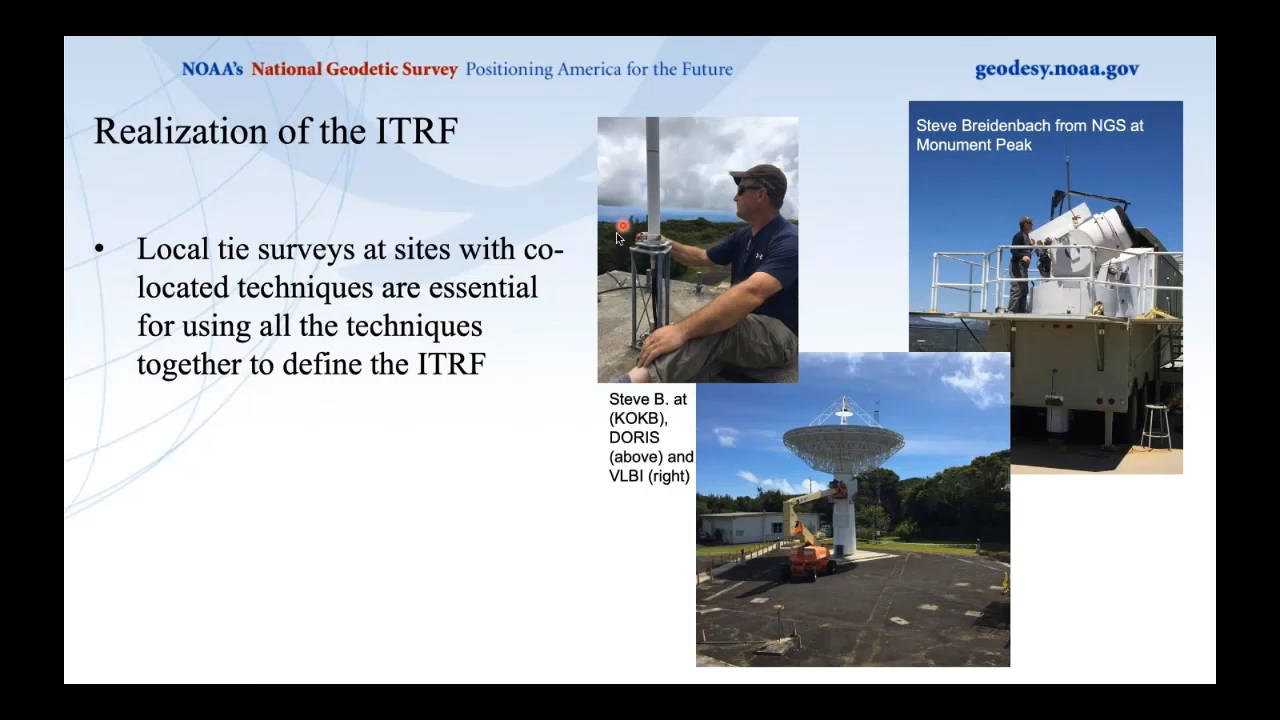 NOAA's National Geodetic Survey Positioning America for the Future
geodesy.noaa.gov
Realization of the ITRF
• Local tie surveys at sites with co-
located techniques are essential
for using all the techniques
together to define the ITRF
Steve B. at
(KOKB),
DORIS
(above) and
VLBI (right)
Steve Breidenbach from NGS at
Monument Peak